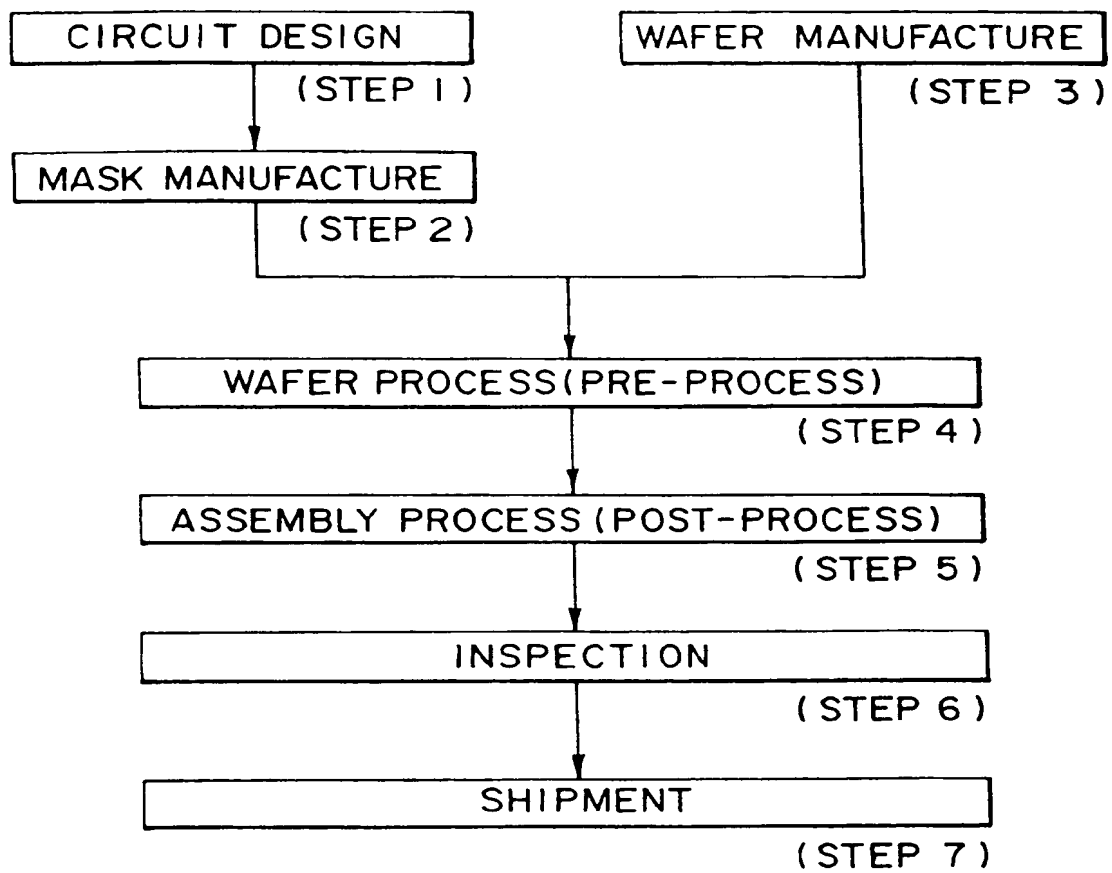 CIRCUIT DESIGN
(STEP 1)
MASK MANUFACTURE
(STEP 2)
WAFER MANUFACTURE
(STEP 3)
WAFER PROCESS(PRE-PROCESS)
(STEP 4)
ASSEMBLY PROCESS(POST-PROCESS)
(STEP 5)
INSPECTION
(STEP 6)
SHIPMENT
(STEP 7)